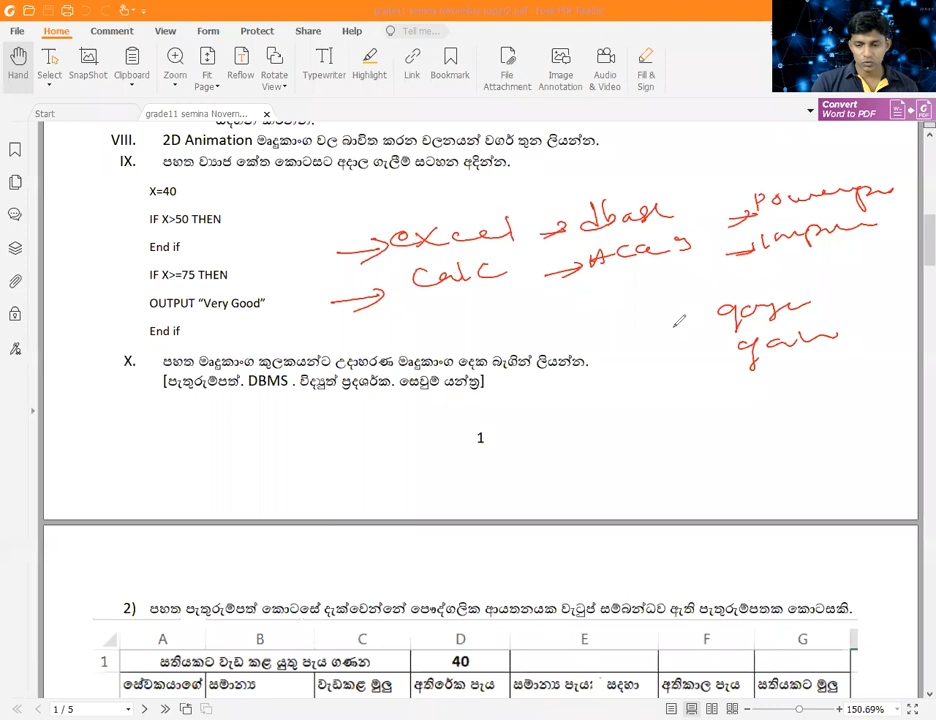 File Home Comment View Form Protect Share Help Tell me...
Hand Select SnapShot Clipboard Zoom Fit Page Reflow Rotate View Typewriter Highlight Link Bookmark File Attachment Image Annotation Audio & Video Fill & Sign
Start grade11 semina Novem... Convert Word to PDF
VIII. 2D Animation මෘදුකාංග වල බාවිත කරන චලනයන් වර්ග තුන ලියන්න.
IX. පහත ව්‍යාජ කේත කොටසට අදාල ගැලීම් සටහන අදින්න.
X=40
IF X>50 THEN
End if
IF X>=75 THEN
OUTPUT “Very Good”
End if
excel
calc
dbase
X. පහත මෘදුකාංග කුලකයන්ට උදාහරණ මෘදුකාංග දෙක බැගින් ලියන්න.
[පැතුරුම්පත්. DBMS . විද්‍යුත් ප්‍රදර්ශක. සෙවුම් යන්ත්‍ර]
1
2) පහත පැතුරුම්පත් කොටසේ දැක්වෙන්නේ පෞද්ගලික ආයතනයක වැටුප් සම්බන්ධව ඇති පැතුරුම්පතක කොටසකි.
A B C D E F G
1 සතියකට වැඩ කළ යුතු පැය ගණන 40
සේවකයාගේ සමාන්‍ය වැඩකළ මුලු අතිරේක පැය සමාන්‍ය පැය: සදහා අතිකාල පැය සතියකට මුලු
1 / 5 150.69%